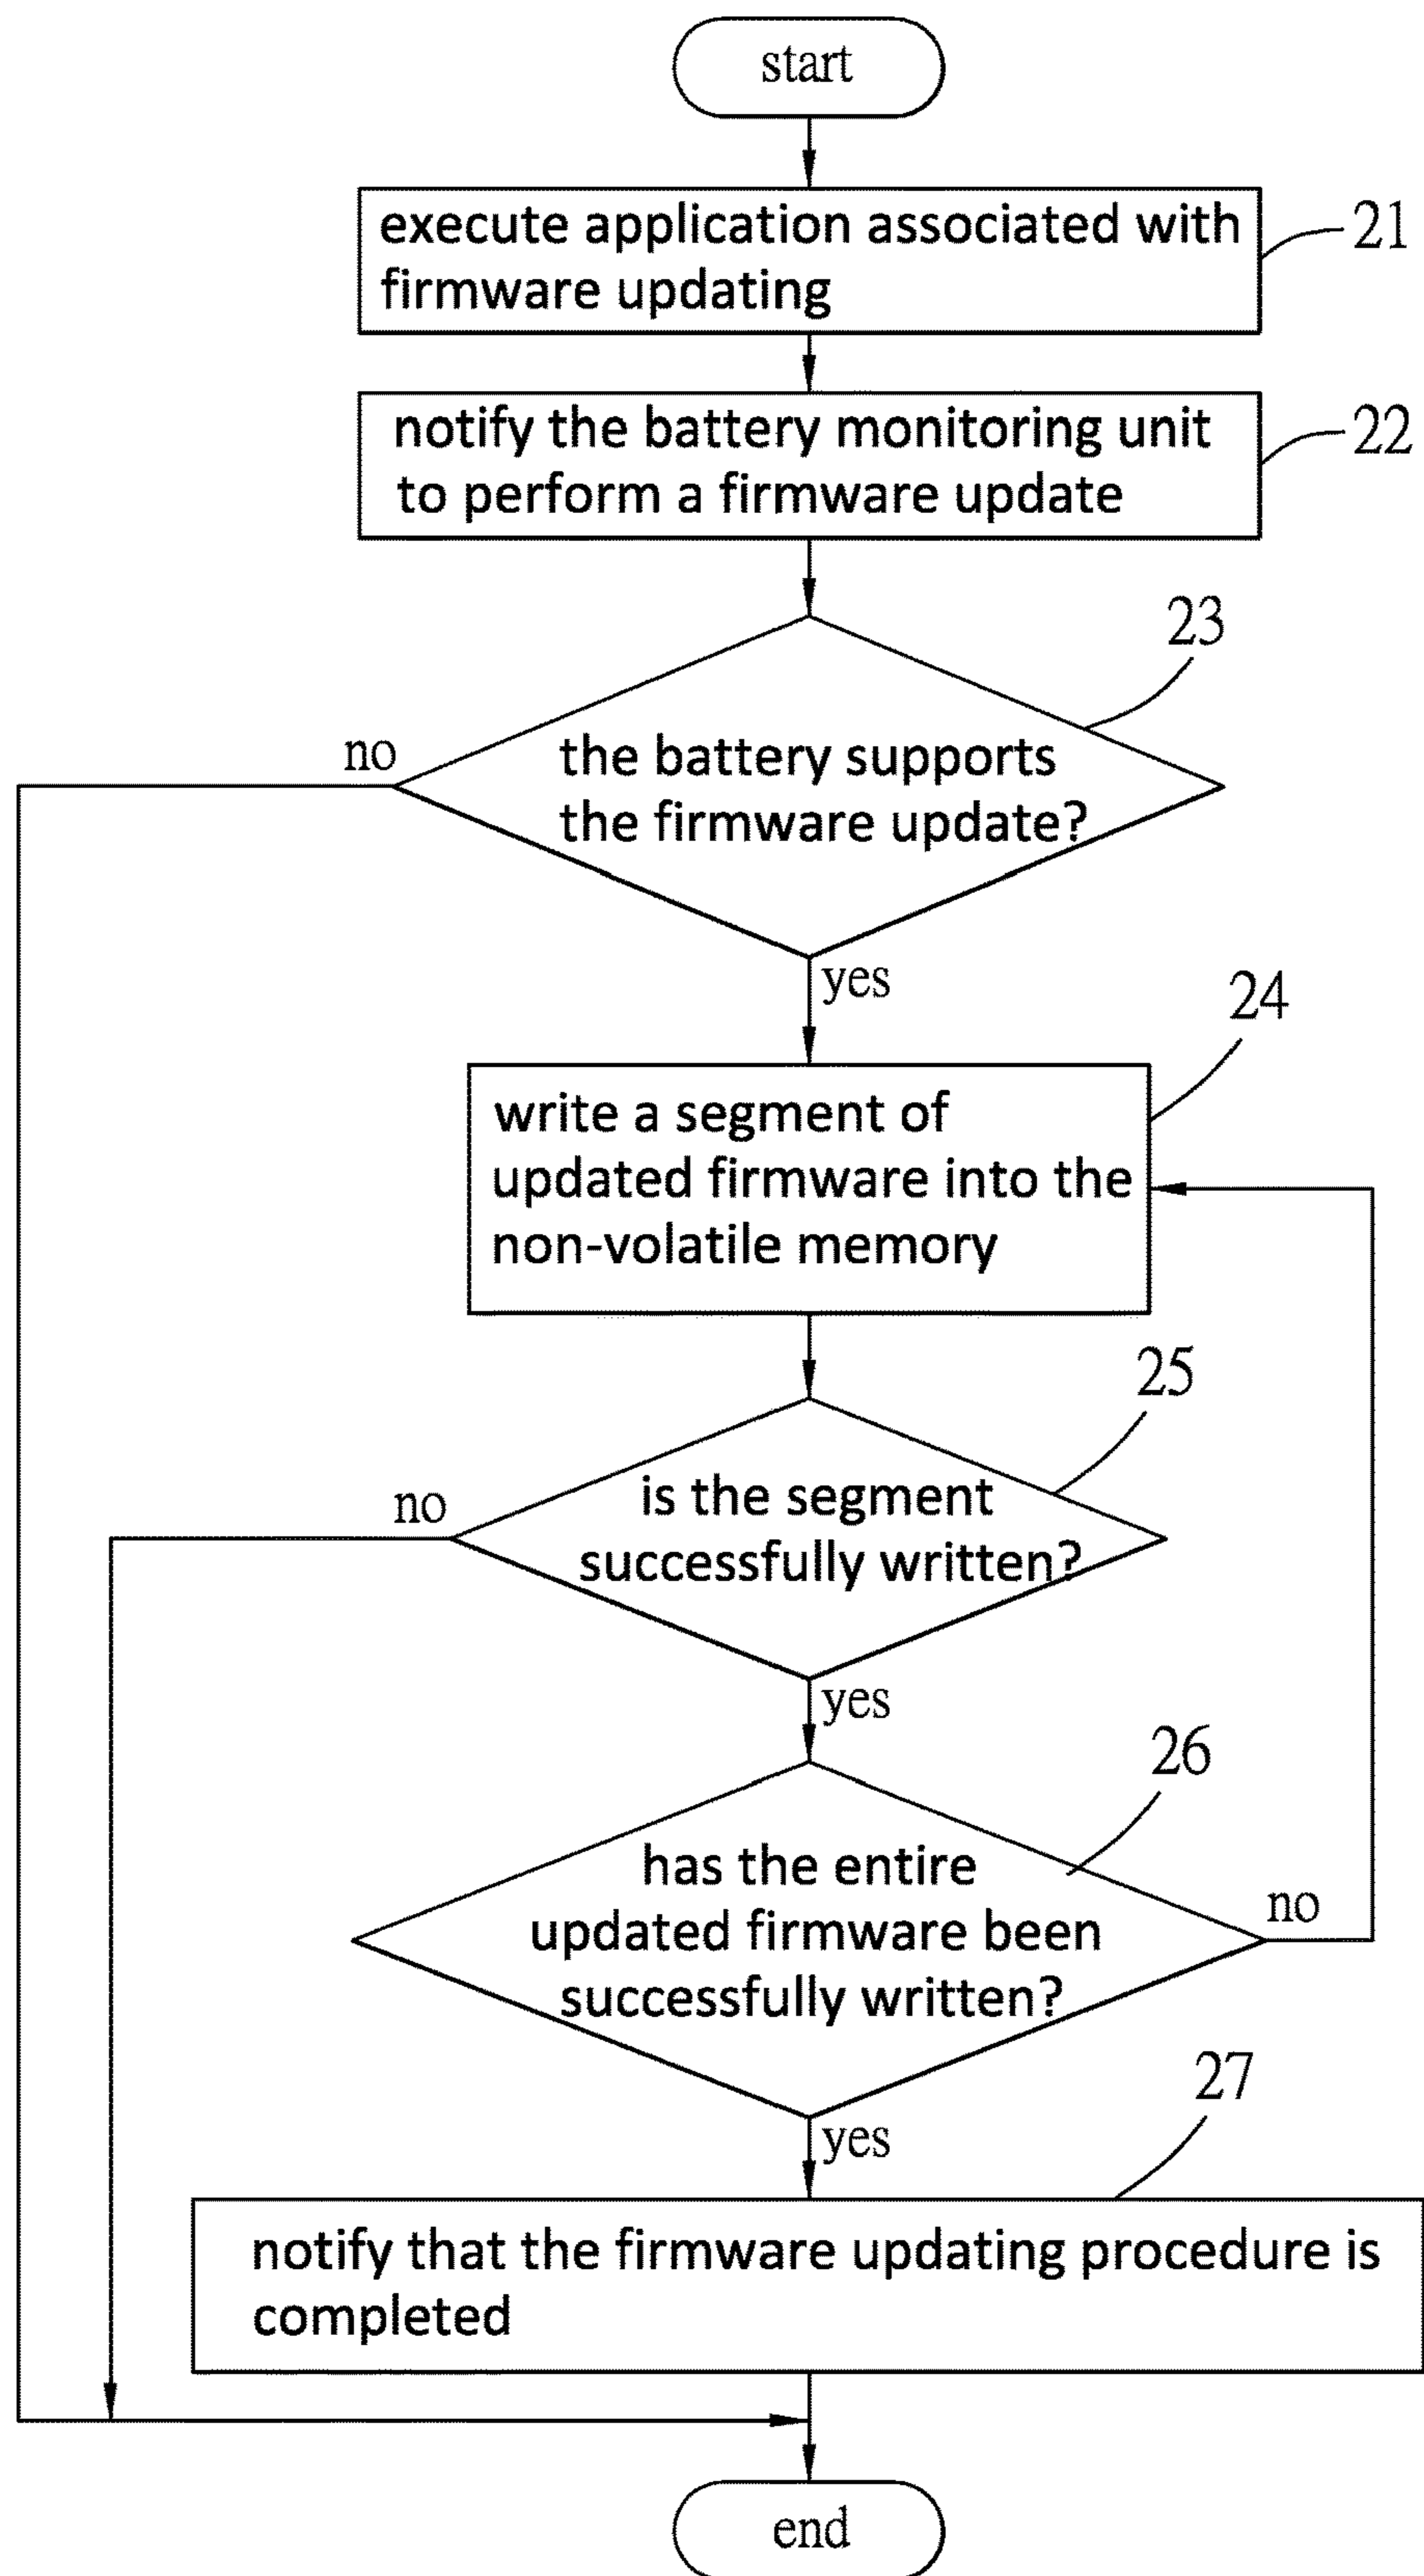 start
execute application associated with
firmware updating
21
notify the battery monitoring unit
to perform a firmware update
22
23
no
the battery supports
the firmware update?
yes
24
write a segment of
updated firmware into the
non-volatile memory
25
no
is the segment
successfully written?
yes
26
has the entire
updated firmware been
successfully written?
no
27
yes
notify that the firmware updating procedure is
completed
end